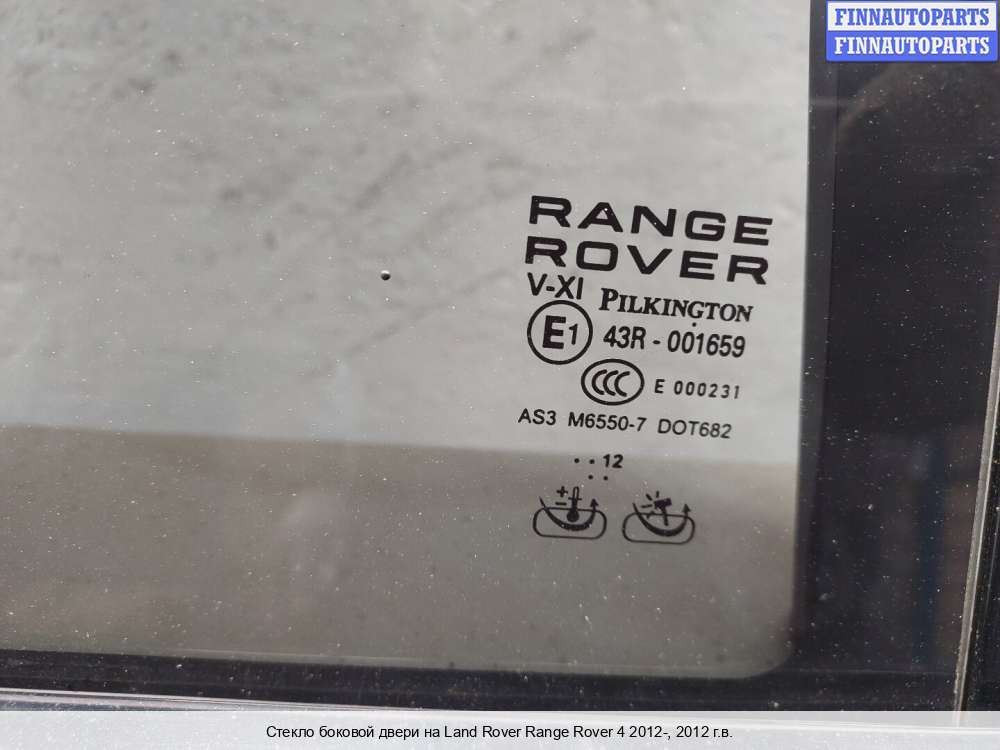 FINNAUTOPARTS
FINNAUTOPARTS
RANGE
ROVER
V-XI PILKINGTON
E1 43R - 001659
CCC E 000231
AS3 M6550-7 DOT682
. . 12
. .
Стекло боковой двери на Land Rover Range Rover 4 2012-, 2012 г.в.